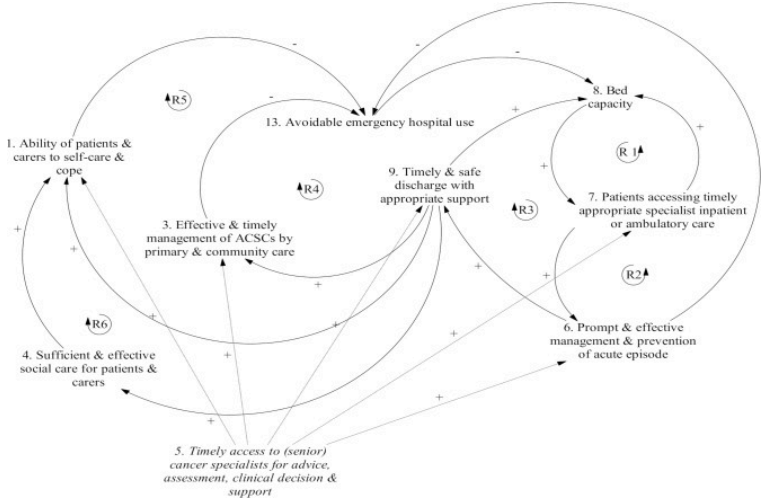 -
-
-
R5
8. Bed
capacity
+
13. Avoidable emergency hospital use
-
1. Ability of patients &
carers to self-care &
cope
R 1
+
+
9. Timely & safe
discharge with
appropriate support
R4
7. Patients accessing timely
appropriate specialist inpatient
or ambulatory care
R3
3. Effective & timely
management of ACSCs by
primary & community care
+
+
+
+
R2
+
R6
+
+
+
6. Prompt & effective
management & prevention
of acute episode
4. Sufficient & effective
social care for patients &
carers
+
+
+
+
5. Timely access to (senior)
cancer specialists for advice,
assessment, clinical decision &
support